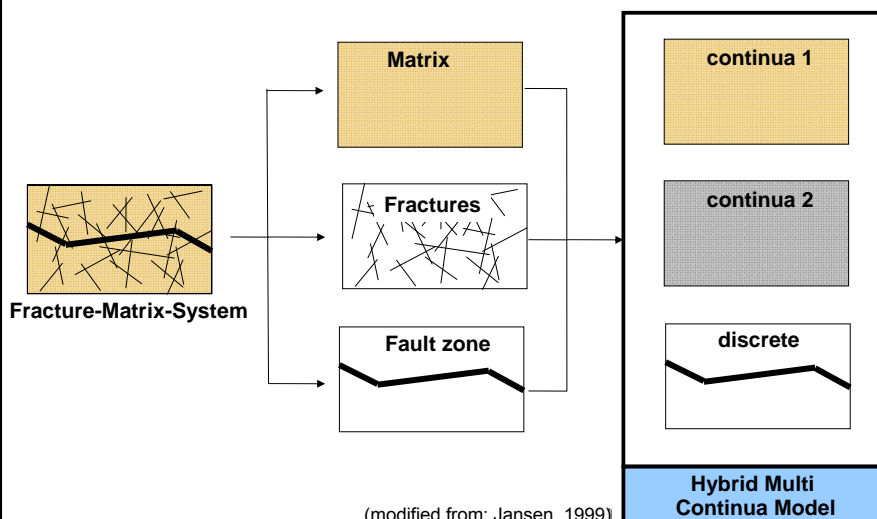 Matrix
continua 1
Fractures
continua 2
Fracture-Matrix-System
Fault zone
discrete
(modified from: Jansen, 1999)
Hybrid Multi
Continua Model